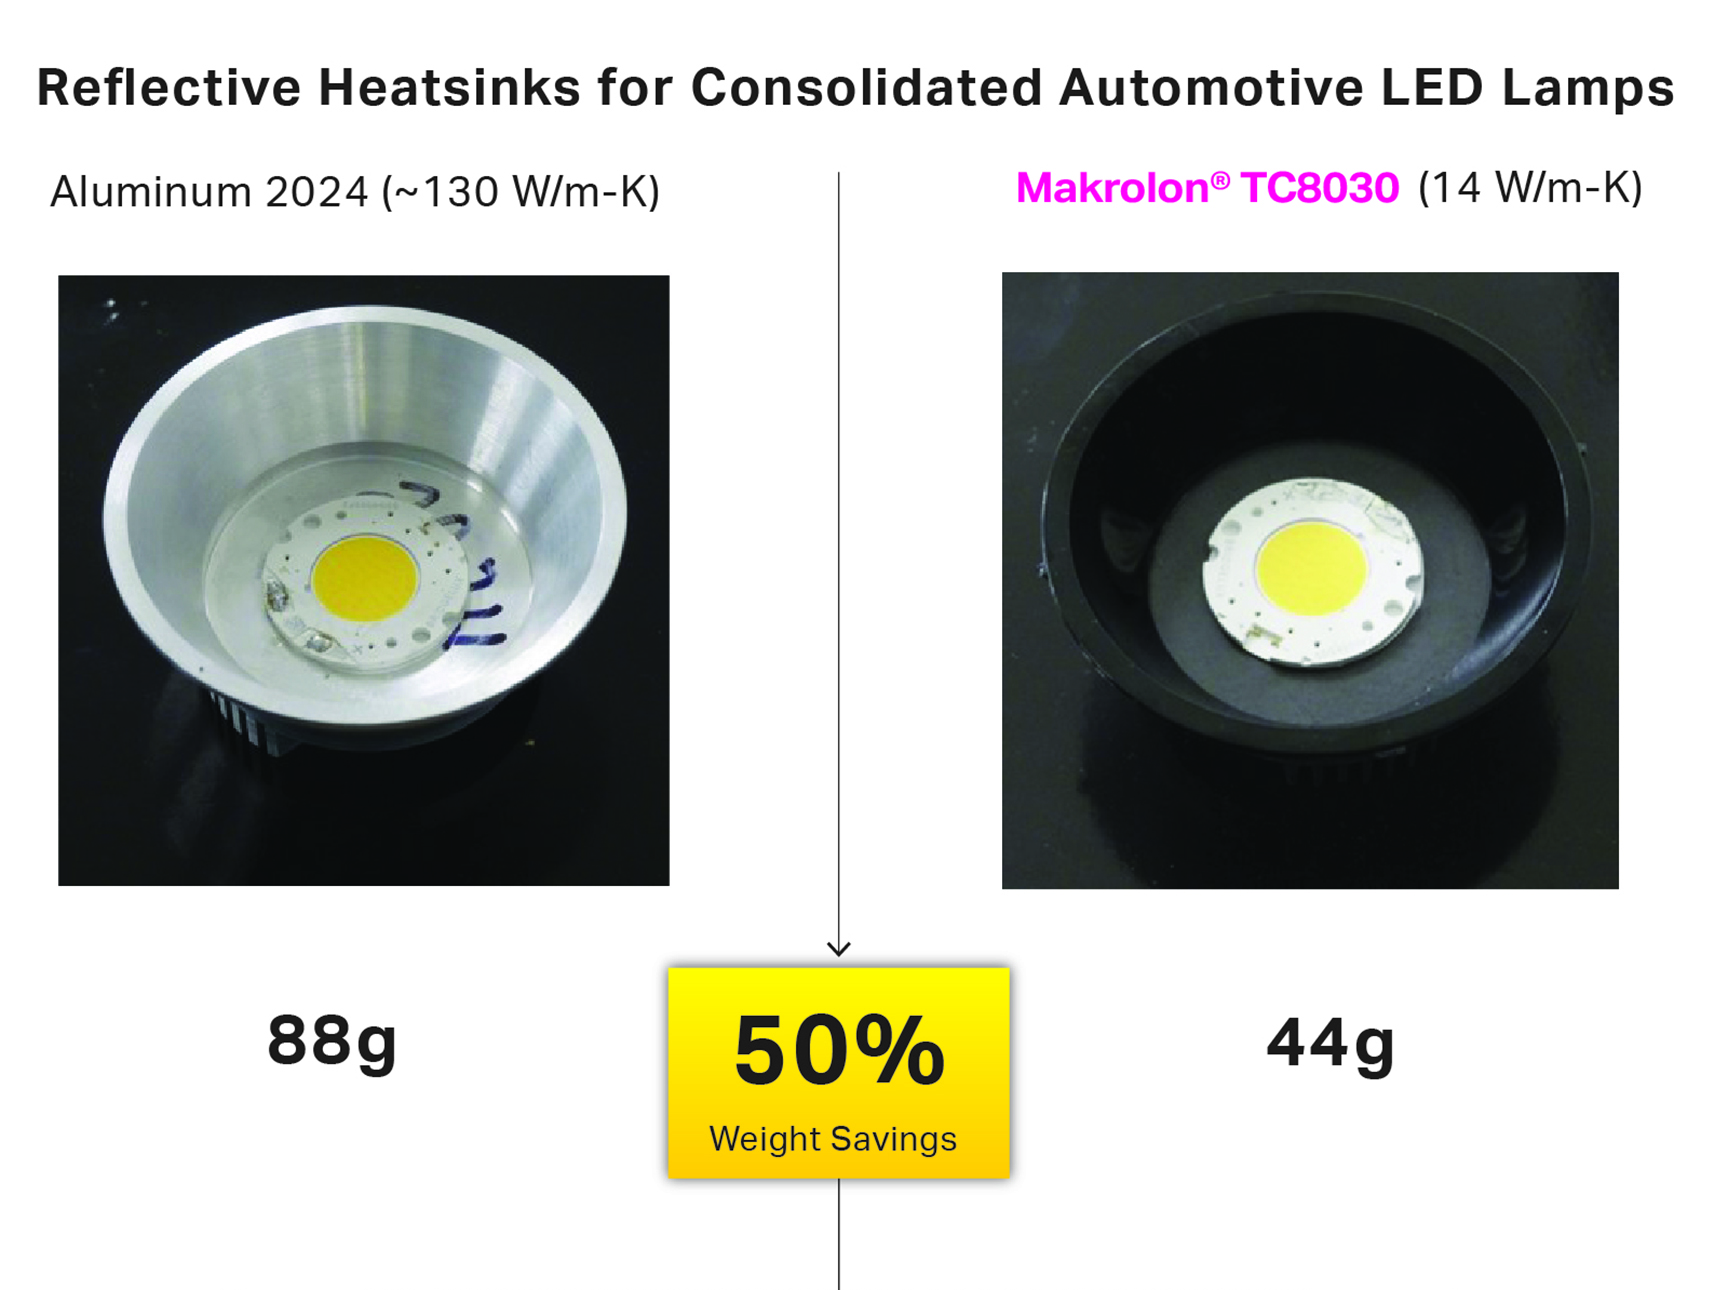 Reflective Heatsinks for Consolidated Automotive LED Lamps
Aluminum 2024 (~130 W/m-K)
Makrolon® TC8030 (14 W/m-K)
88g
50%
Weight Savings
44g